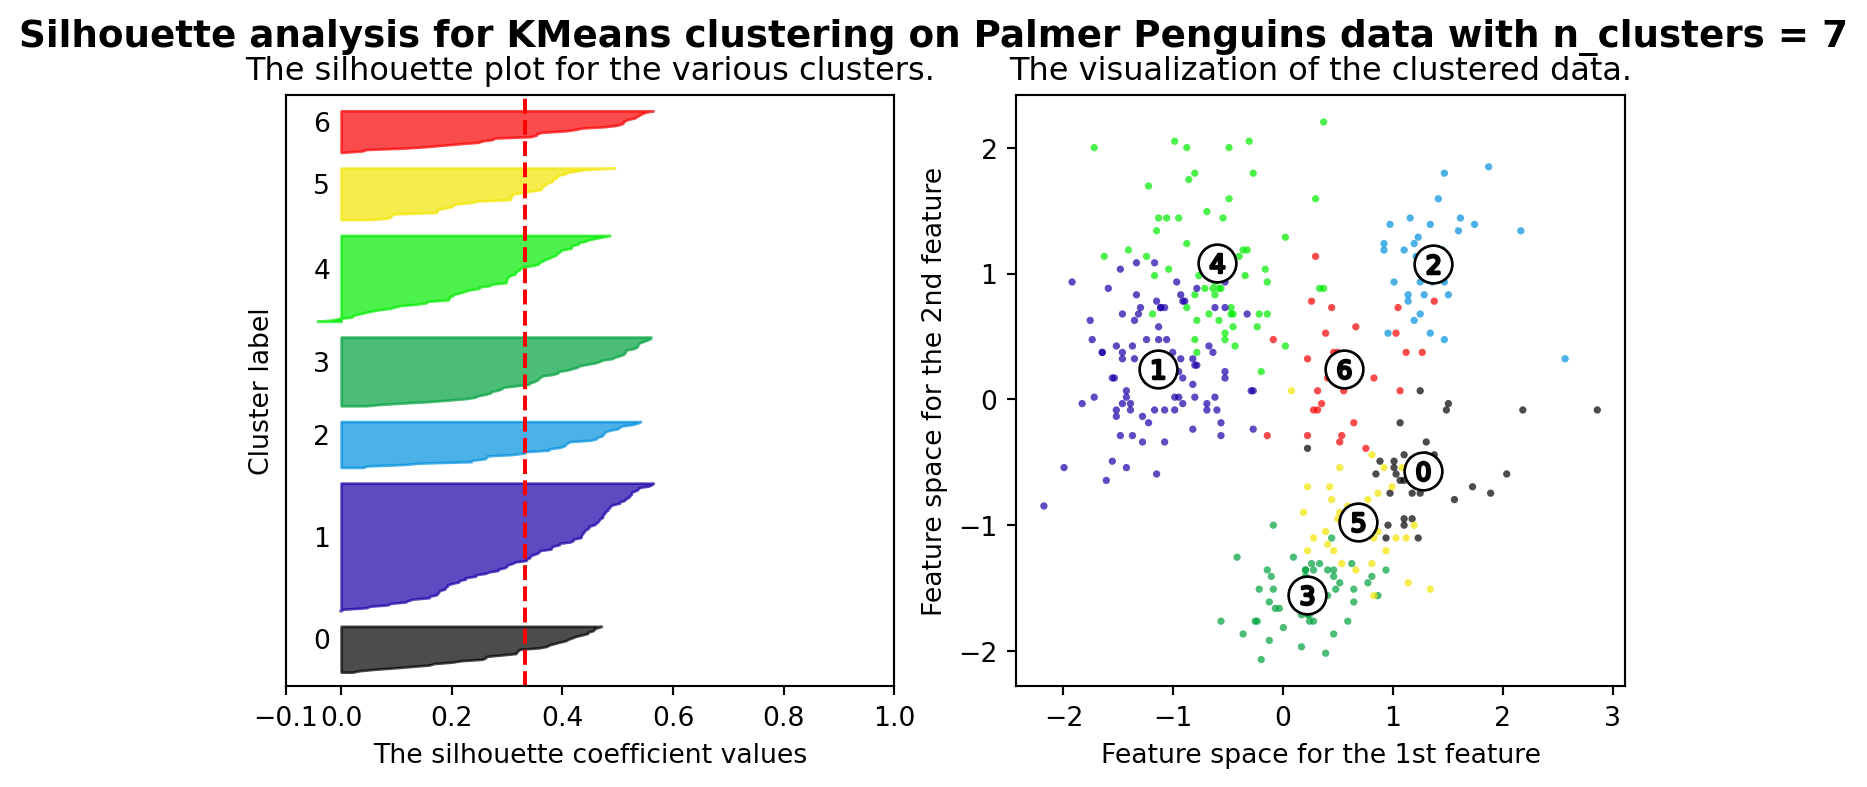 Silhouette analysis for KMeans clustering on Palmer Penguins data with n_clusters = 7
The silhouette plot for the various clusters.
6
5
4
3
2
1
0
Cluster label
−0.1 0.0 0.2 0.4 0.6 0.8 1.0
The silhouette coefficient values
The visualization of the clustered data.
2
1
0
−1
−2
Feature space for the 2nd feature
4
2
1
6
0
5
3
−2 −1 0 1 2 3
Feature space for the 1st feature